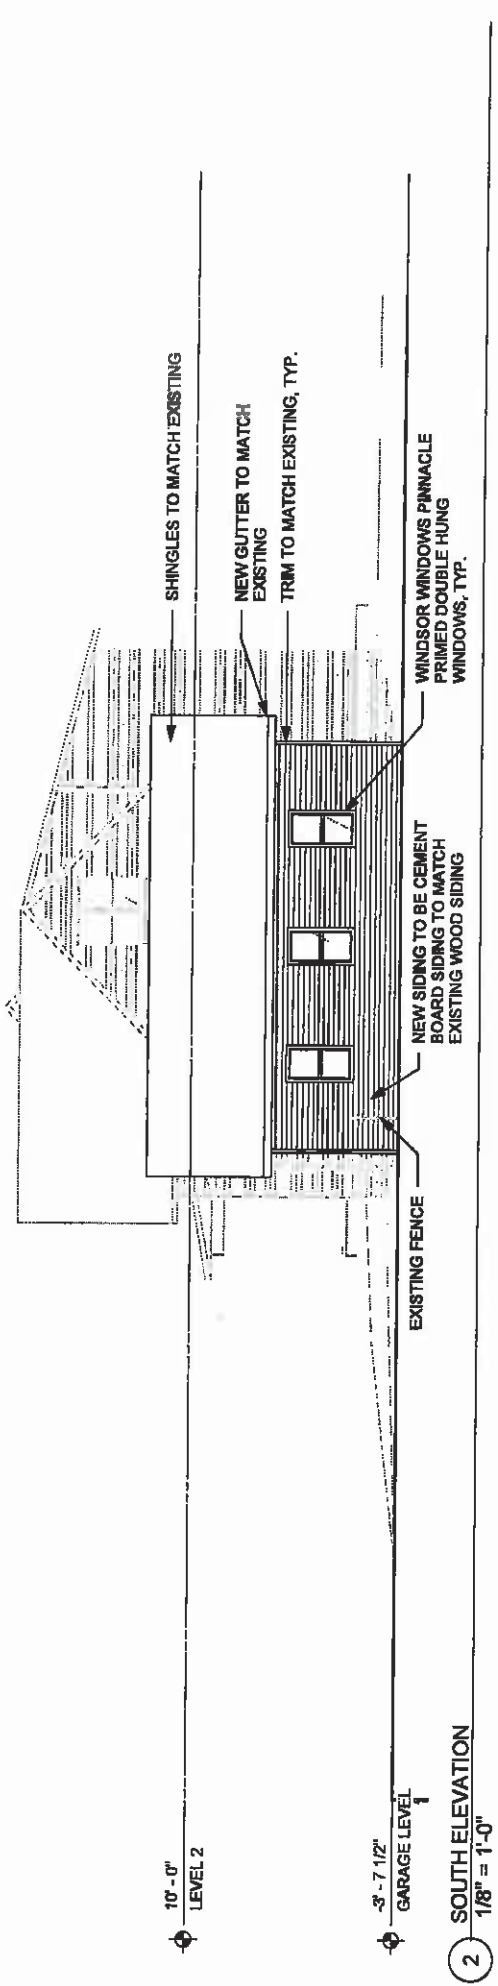 SHINGLES TO MATCH EXISTING
NEW GUTTER TO MATCH
EXISTING
TRIM TO MATCH EXISTING, TYP.
WINDSOR WINDOWS PINNACLE
PRIMED DOUBLE HUNG
WINDOWS, TYP.
NEW SIDING TO BE CEMENT
BOARD SIDING TO MATCH
EXISTING WOOD SIDING
EXISTING FENCE
10' - 0"
LEVEL 2
-3' - 7 1/2"
GARAGE LEVEL
1
2
SOUTH ELEVATION
1/8" = 1'-0"